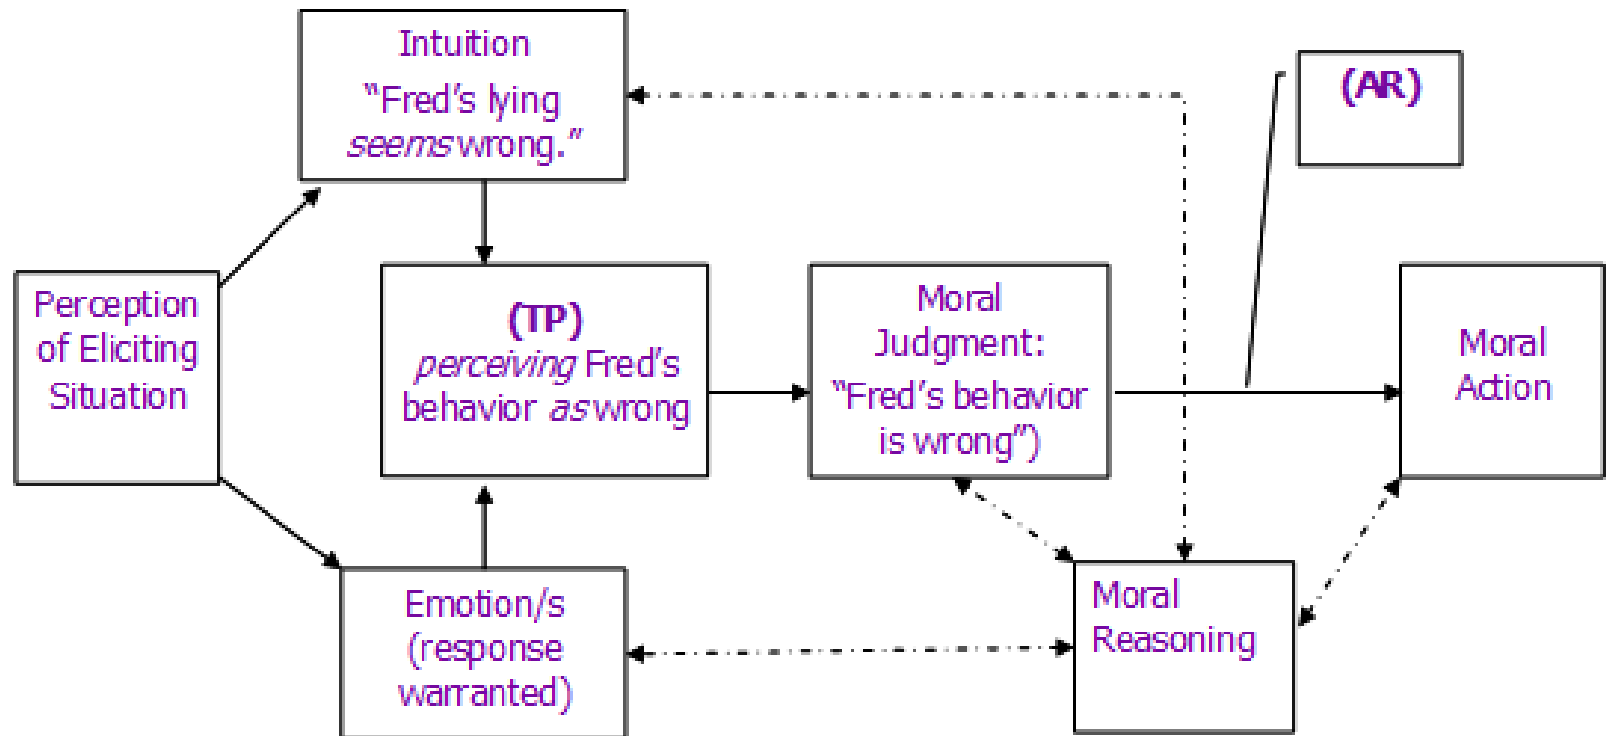 Intuition
“Fred’s lying
seems wrong.”
(AR)
Perception
of Eliciting
Situation
(TP)
perceiving Fred’s
behavior as wrong
Moral
Judgment:
“Fred’s behavior
is wrong”)
Moral
Action
Emotion/s
(response
warranted)
Moral
Reasoning